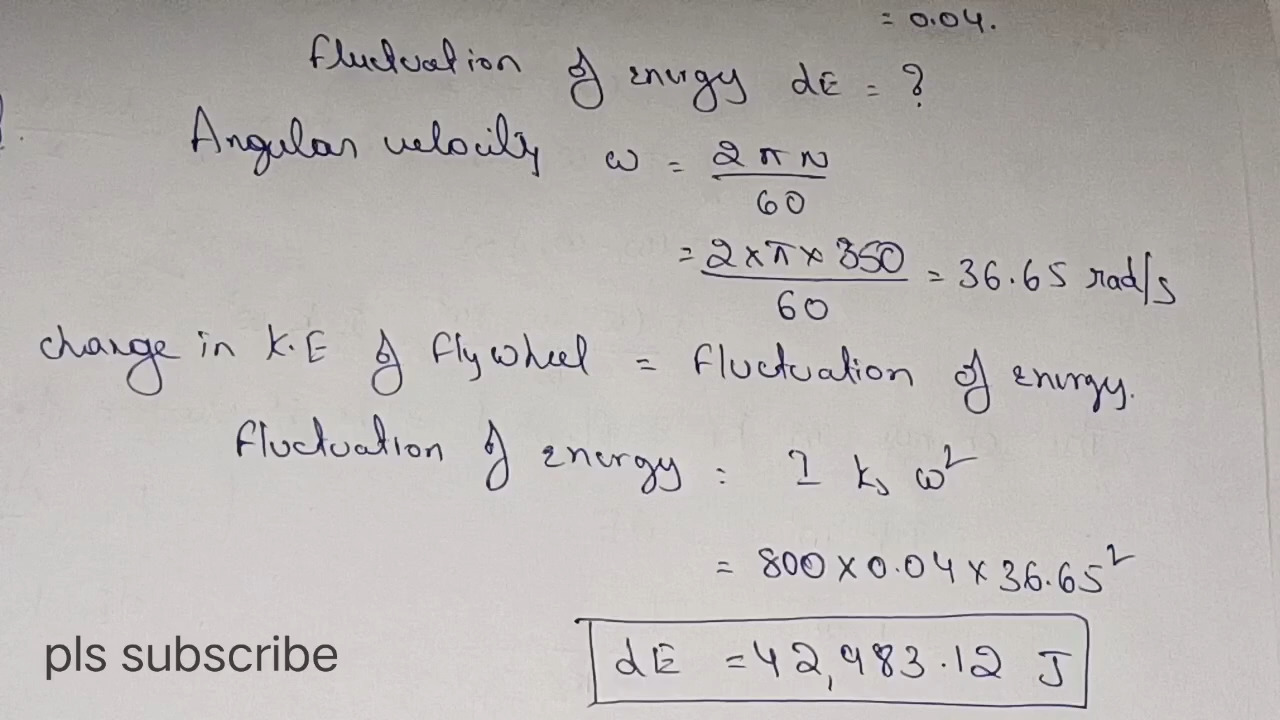 = 0.04.
Fluctuation of energy dE = ?
Angular velocity ω = 2πN
60
= 2×π×350 = 36.65 rad/s
60
change in K.E of flywheel = fluctuation of energy.
Fluctuation of energy = I ks ω²
= 800×0.04×36.65²
dE = 42,983.12 J
pls subscribe